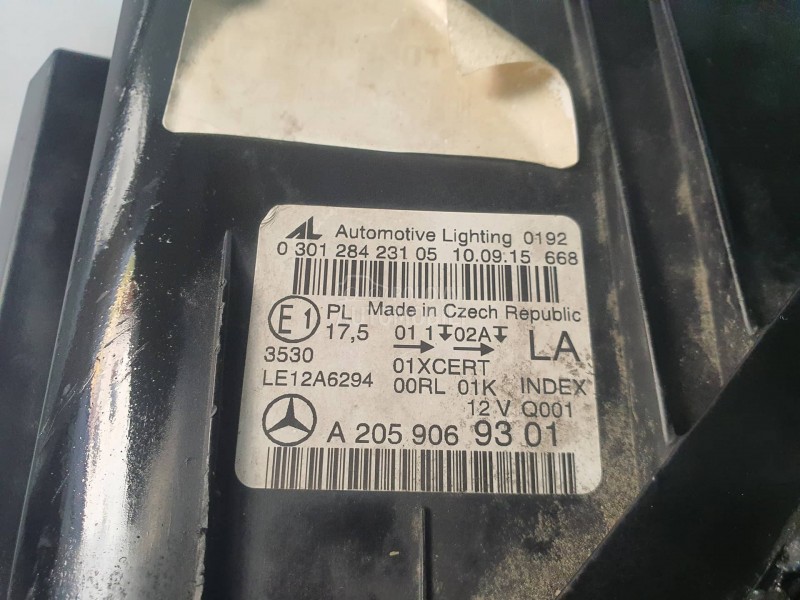 AL Automotive Lighting 0192
0 301 284 231 05 10.09.15 668
Made in Czech Republic
E1 PL 17,5 01 1 02A LA
3530 01XCERT
LE12A6294 00RL 01K INDEX
12 V Q001
A 205 906 93 01